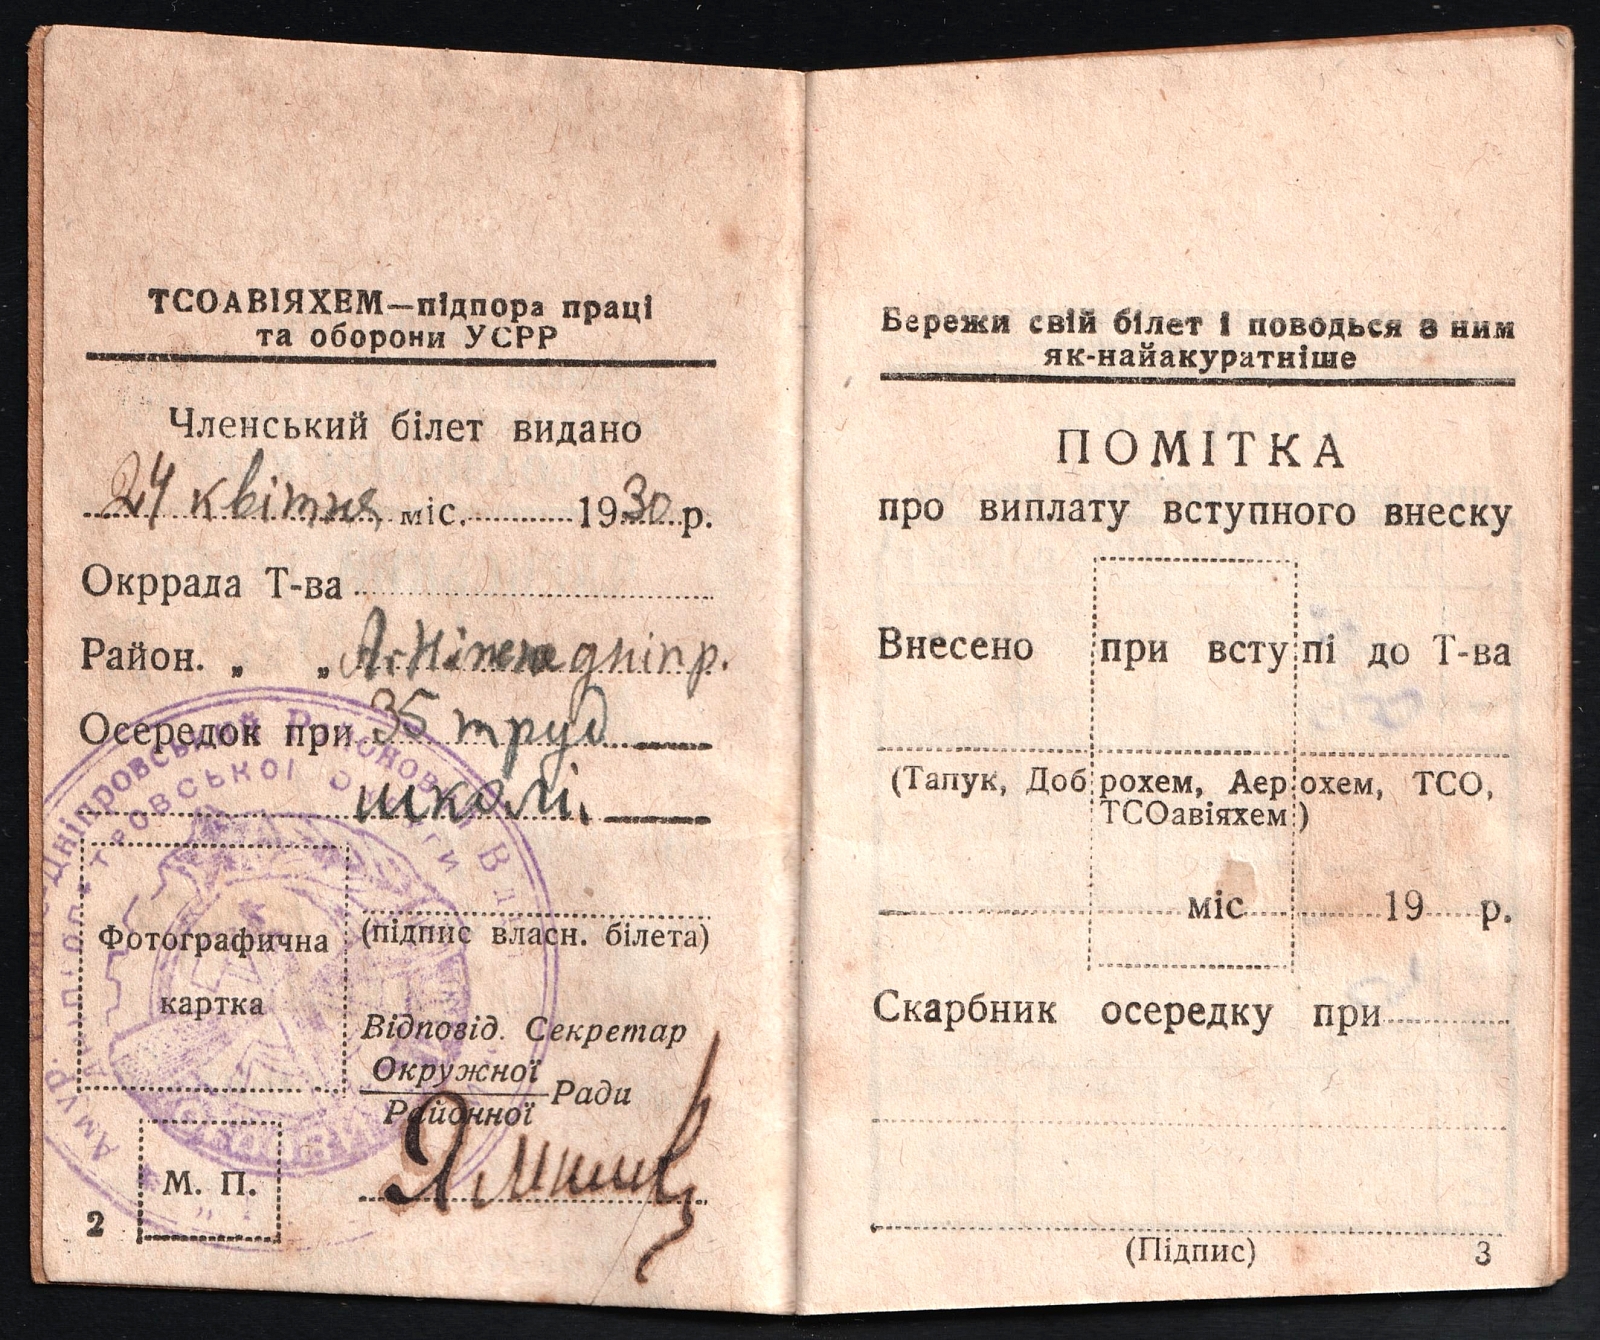 ТСОАВІЯХЕМ—підпора праці
та оборони УСРР
Членський білет видано
24 квітня міс. 1930 р.
Окррада Т-ва
Район. „ „ А-Ніжнедніпр.
Осередок при 35 труд
школі
Фотографична
картка
(підпис власн. білета)
Відповід. Секретар
Окружної
Районної
Ради
М. П.
2
Бережи свій білет і поводься з ним
як-найакуратніше
ПОМІТКА
про виплату вступного внеску
Внесено при вступі до Т-ва
(Тапук, Доброхем, Аерохем, ТСО,
ТСОавіяхем)
міс. 19 р.
Скарбник осередку при
(Підпис)
3